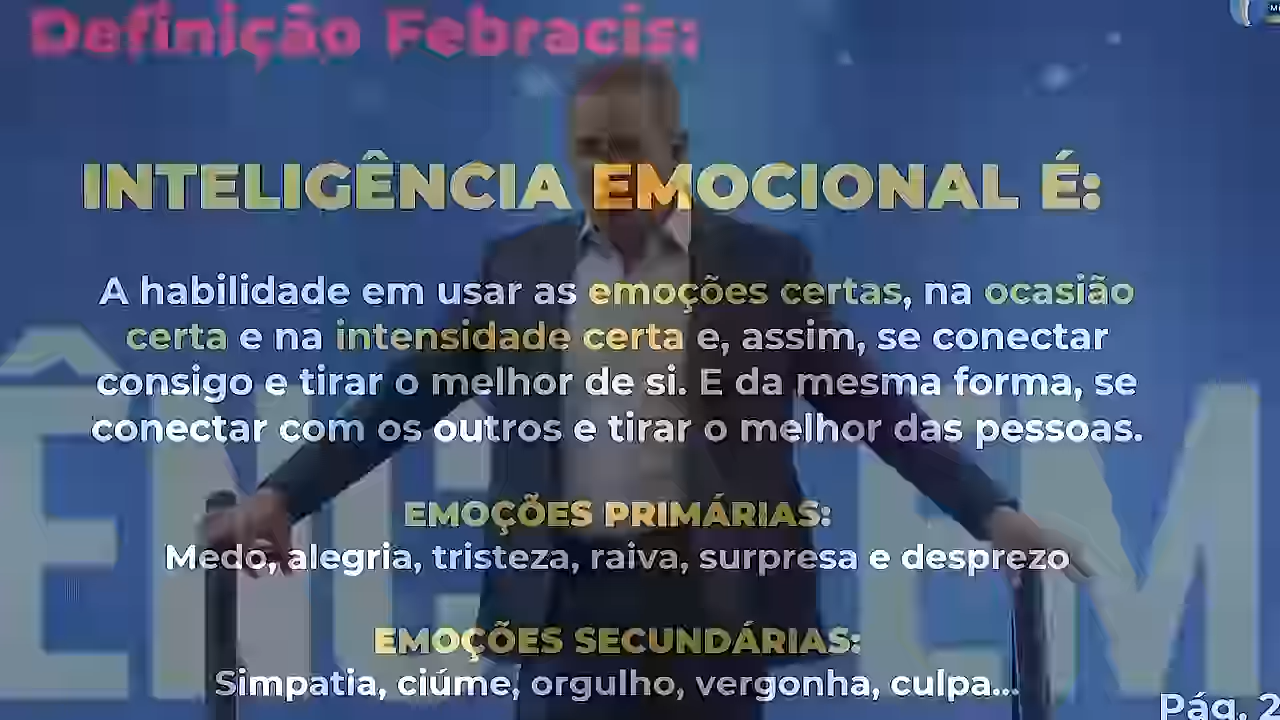 Definição Febracis:
INTELIGÊNCIA EMOCIONAL É:
A habilidade em usar as emoções certas, na ocasião
certa e na intensidade certa e, assim, se conectar
consigo e tirar o melhor de si. E da mesma forma, se
conectar com os outros e tirar o melhor das pessoas.
EMOÇÕES PRIMÁRIAS:
Medo, alegria, tristeza, raiva, surpresa e desprezo
EMOÇÕES SECUNDÁRIAS:
Simpatia, ciúme, orgulho, vergonha, culpa...
Pág. 2